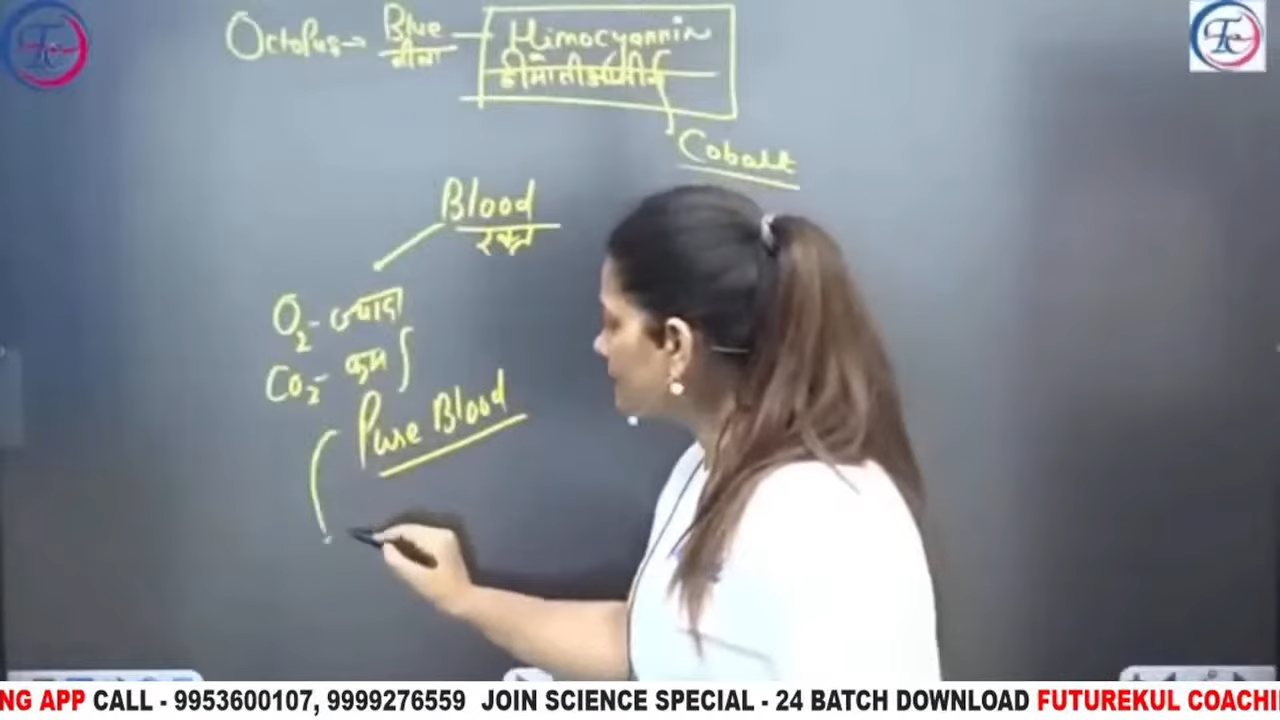 Octopus → Blue — Himocyannin
नीला
Cobalt
Blood
रक्त
O2 - ज्यादा
CO2 - कम
Pure Blood
NG APP CALL - 9953600107, 9999276559 JOIN SCIENCE SPECIAL - 24 BATCH DOWNLOAD FUTUREKUL COACHI